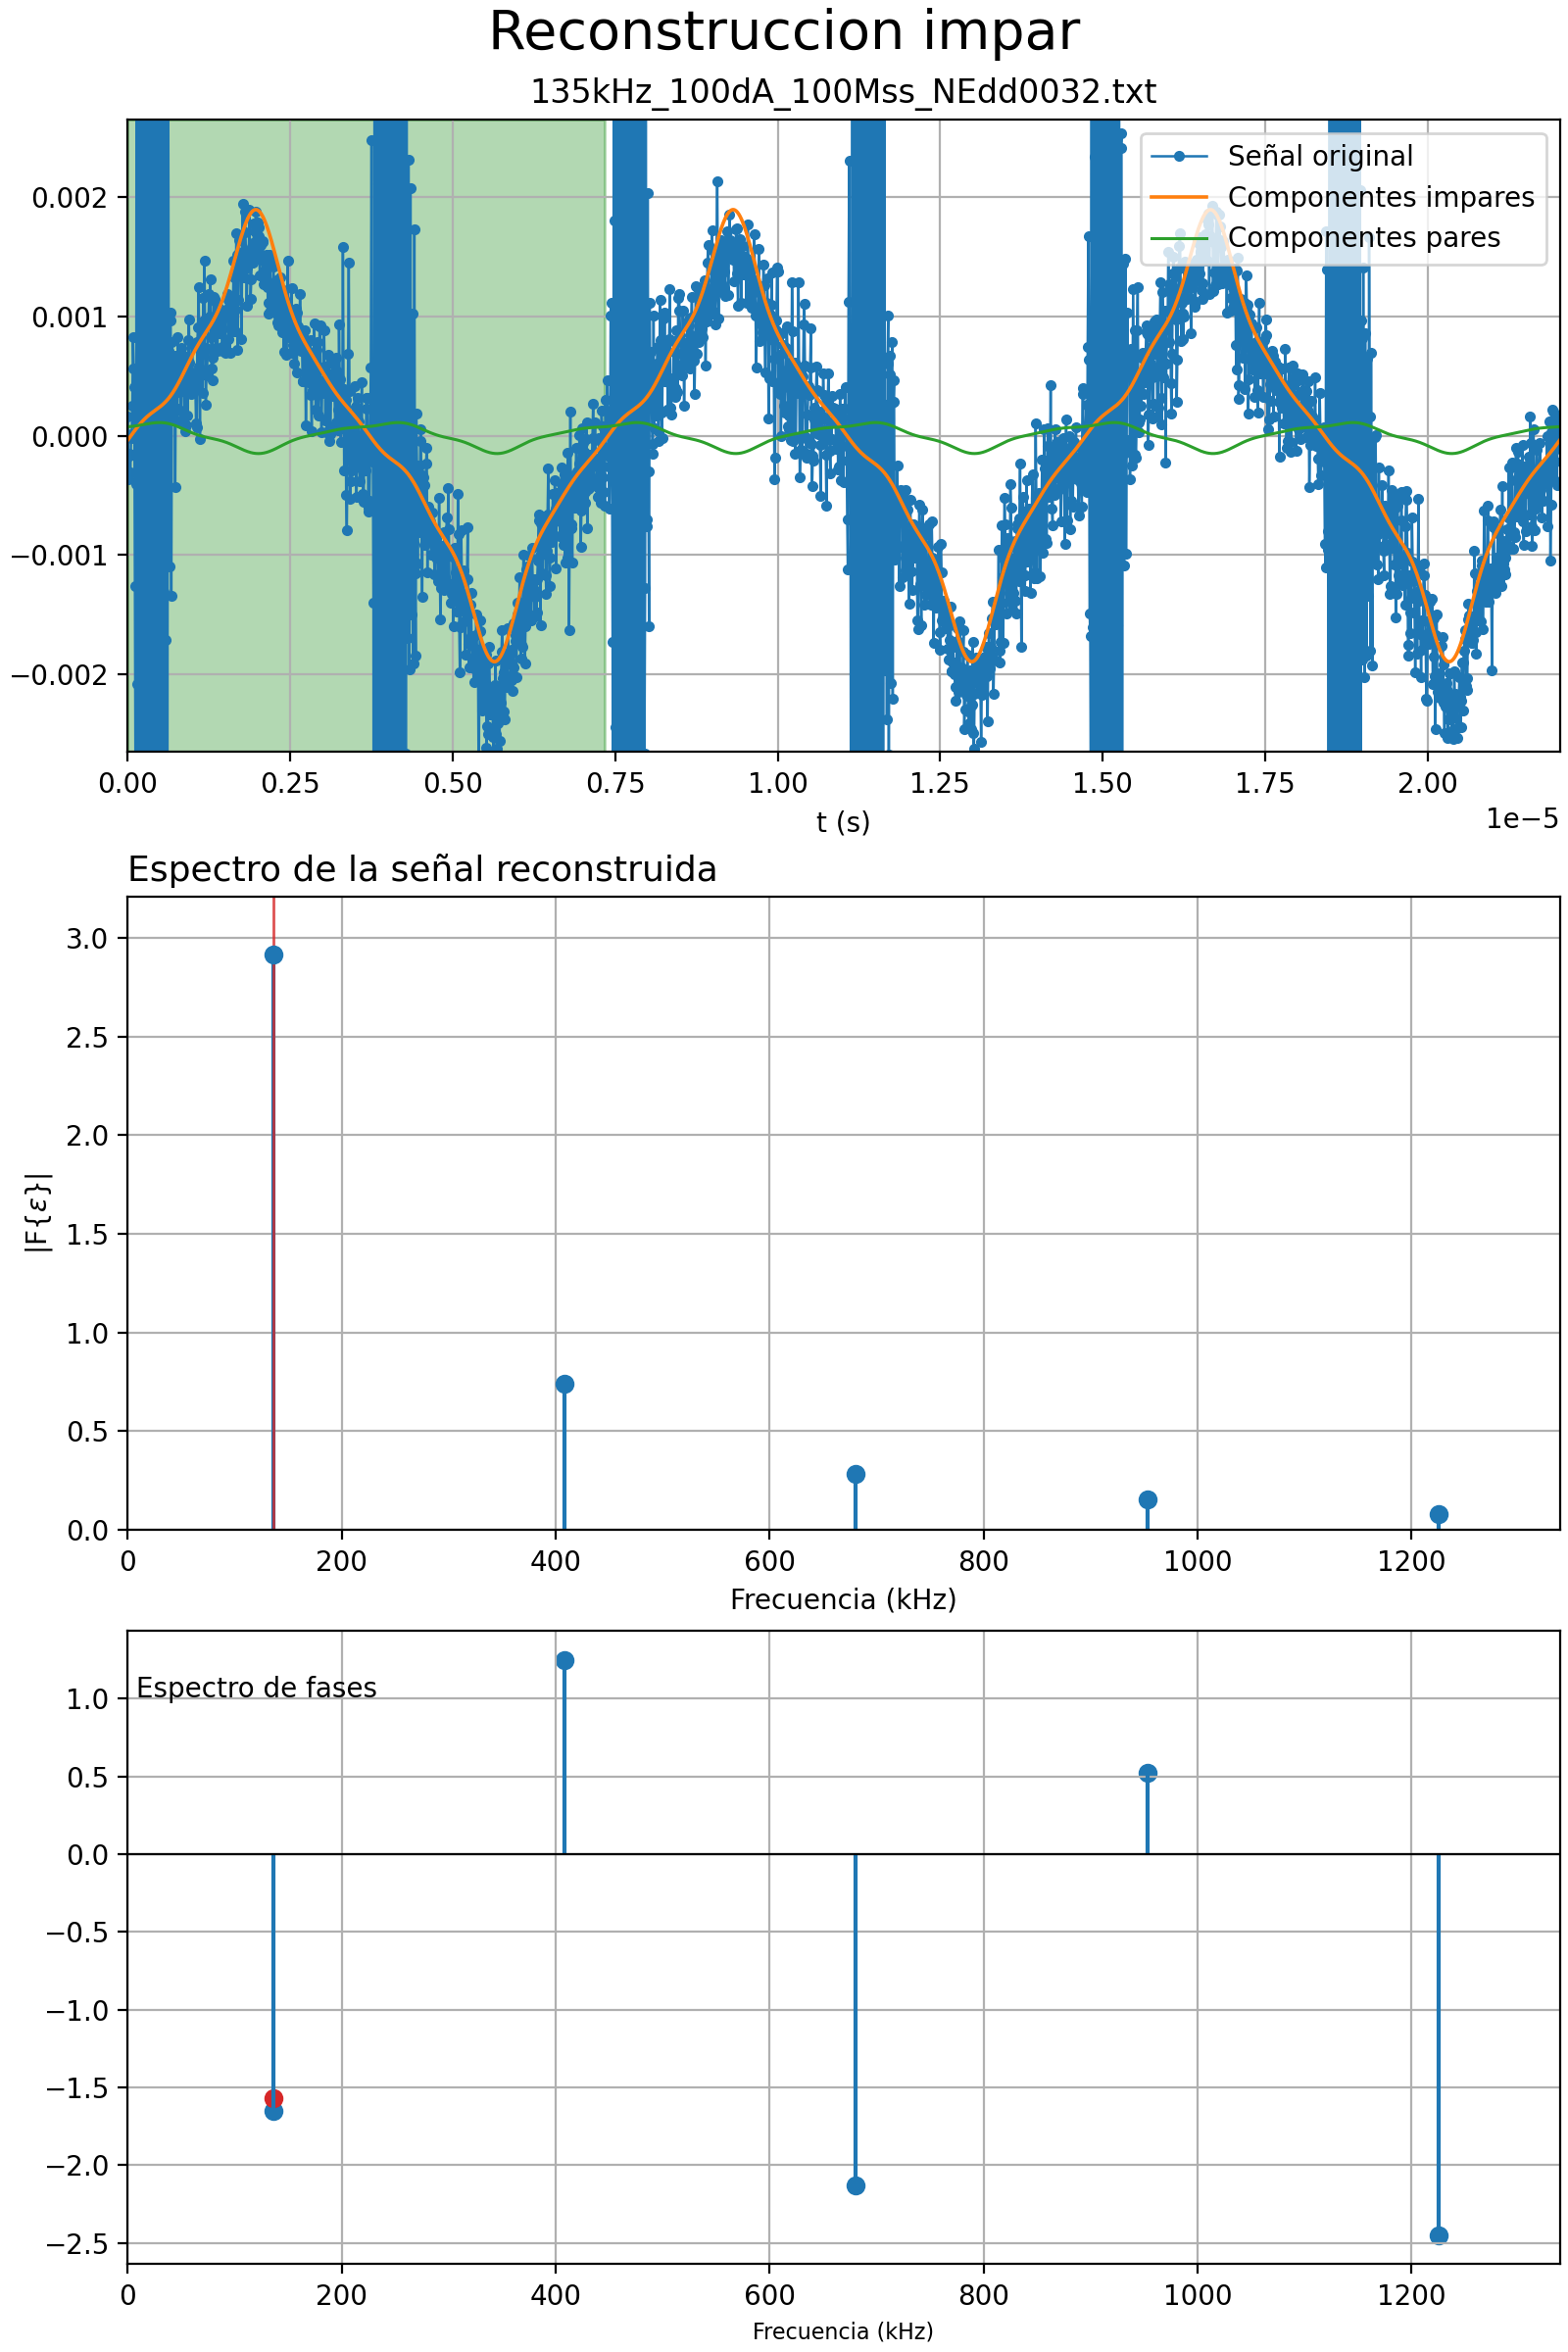 Reconstruccion impar
135kHz_100dA_100Mss_NEdd0032.txt
Señal original
Componentes impares
Componentes pares
0.002
0.001
0.000
−0.001
−0.002
0.00 0.25 0.50 0.75 1.00 1.25 1.50 1.75 2.00
1e−5
t (s)
Espectro de la señal reconstruida
3.0
2.5
2.0
1.5
1.0
0.5
0.0
|F{ε}|
0 200 400 600 800 1000 1200
Frecuencia (kHz)
Espectro de fases
1.0
0.5
0.0
−0.5
−1.0
−1.5
−2.0
−2.5
0 200 400 600 800 1000 1200
Frecuencia (kHz)